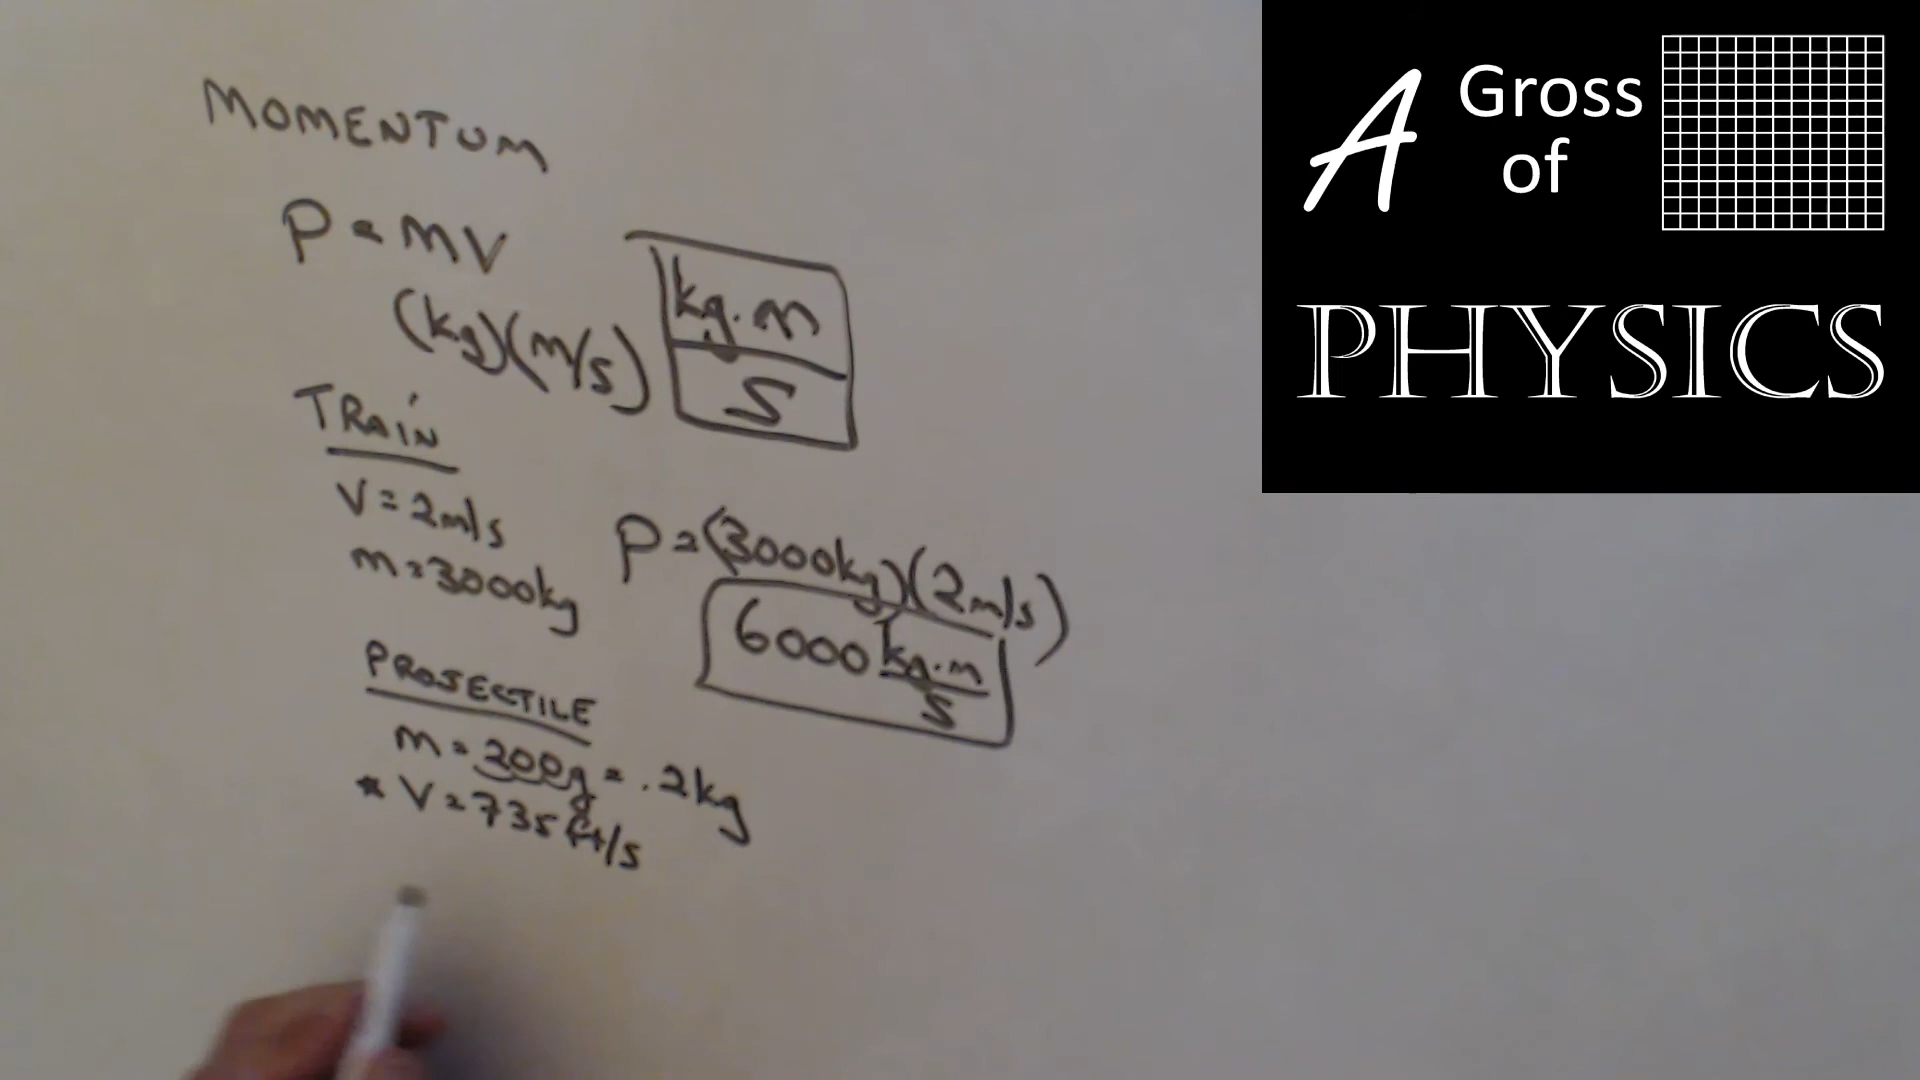 MOMENTUM
P = MV
(kg)(m/s)
kg.m
S
TRAIN
V = 2m/s
m = 3000kg
P = (3000kg)(2m/s)
6000 kg.m
S
PROJECTILE
m = 200g = .2kg
* V = 735 ft/s
A Gross
of
PHYSICS